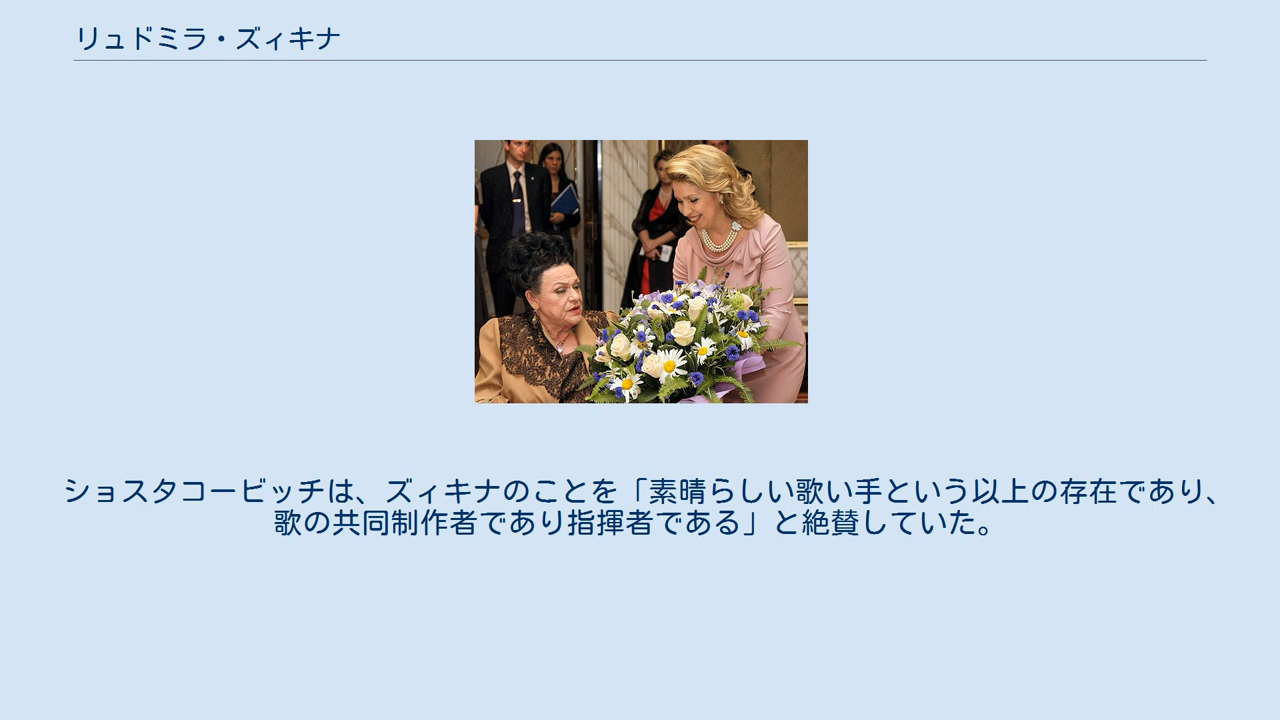 リュドミラ・ズィキナ
ショスタコービッチは、ズィキナのことを「素晴らしい歌い手という以上の存在であり、
歌の共同制作者であり指揮者である」と絶賛していた。